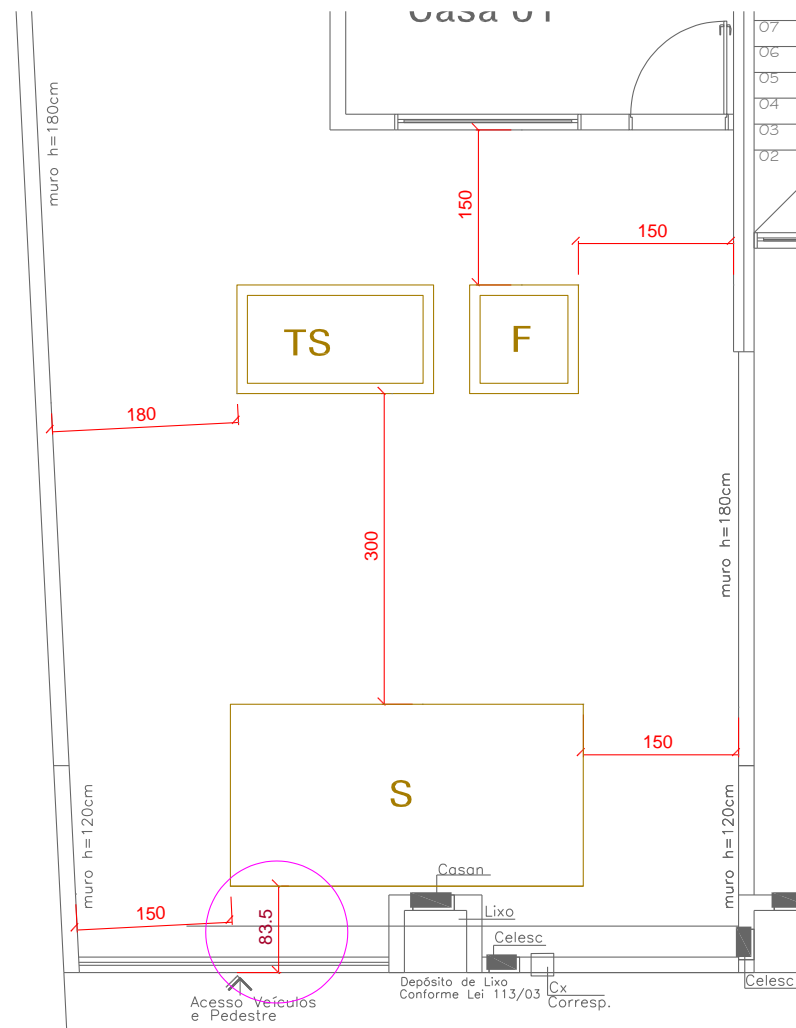 Casa 01
07
06
05
04
03
02
muro h=180cm
150
150
TS
F
180
300
muro h=180cm
150
S
muro h=120cm
muro h=120cm
Casan
150
83.5
Lixo
Celesc
Depósito de Lixo
Conforme Lei 113/03
Cx
Corresp.
Celesc
Acesso Veículos
e Pedestre